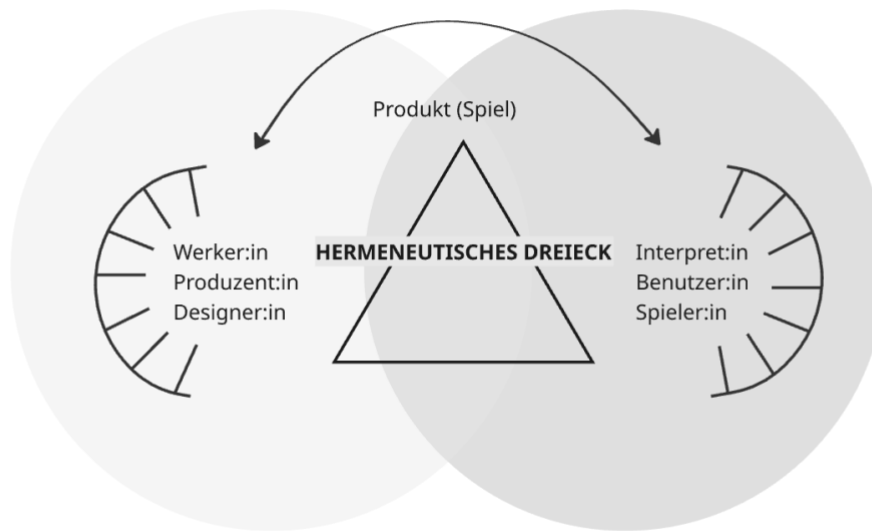 Produkt (Spiel)
HERMENEUTISCHES DREIECK
Werker:in
Produzent:in
Designer:in
Interpret:in
Benutzer:in
Spieler:in